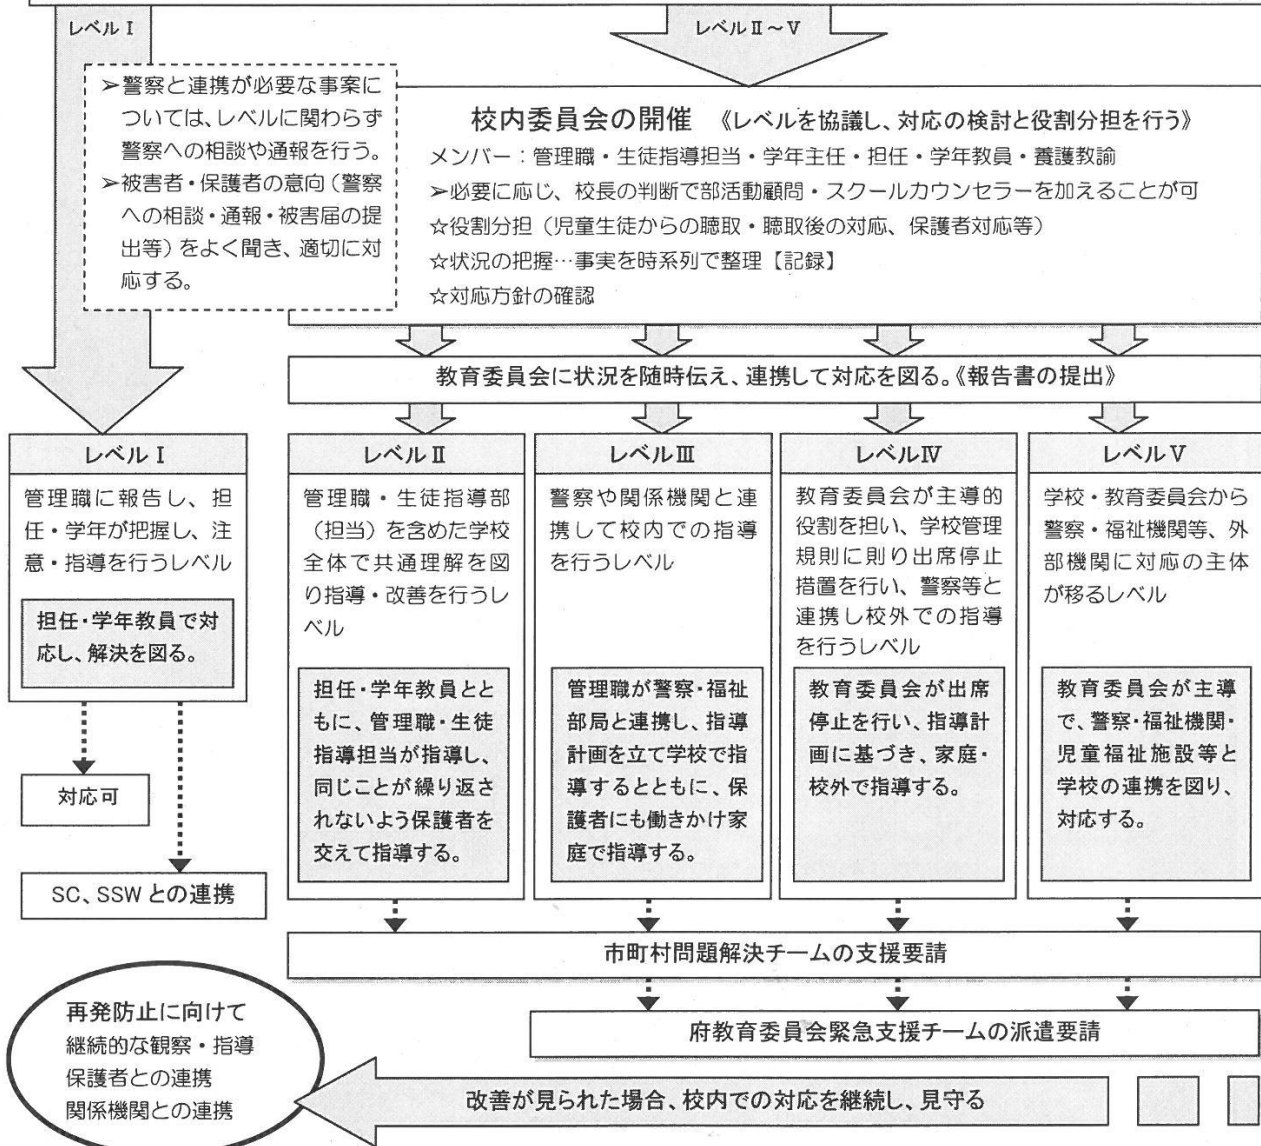 レベルⅠ
レベルⅡ～Ⅴ
➢警察と連携が必要な事案に
ついては、レベルに関わらず
警察への相談や通報を行う。
➢被害者・保護者の意向（警察
への相談・通報・被害届の提
出等）をよく聞き、適切に対
応する。
校内委員会の開催 《レベルを協議し、対応の検討と役割分担を行う》
メンバー：管理職・生徒指導担当・学年主任・担任・学年教員・養護教諭
➢必要に応じ、校長の判断で部活動顧問・スクールカウンセラーを加えることが可
☆役割分担（児童生徒からの聴取・聴取後の対応、保護者対応等）
☆状況の把握…事実を時系列で整理【記録】
☆対応方針の確認
教育委員会に状況を随時伝え、連携して対応を図る。《報告書の提出》
レベルⅠ
管理職に報告し、担
任・学年が把握し、注
意・指導を行うレベル
担任・学年教員で対
応し、解決を図る。
対応可
SC、SSWとの連携
レベルⅡ
管理職・生徒指導部
（担当）を含めた学校
全体で共通理解を図
り指導・改善を行うレ
ベル
担任・学年教員とと
もに、管理職・生徒
指導担当が指導し、
同じことが繰り返さ
れないよう保護者を
交えて指導する。
レベルⅢ
警察や関係機関と連
携して校内での指導
を行うレベル
管理職が警察・福祉
部局と連携し、指導
計画を立て学校で指
導するとともに、保
護者にも働きかけ家
庭で指導する。
レベルⅣ
教育委員会が主導的
役割を担い、学校管理
規則に則り出席停止
措置を行い、警察等と
連携し校外での指導
を行うレベル
教育委員会が出席
停止を行い、指導計
画に基づき、家庭・
校外で指導する。
レベルⅤ
学校・教育委員会から
警察・福祉機関等、外
部機関に対応の主体
が移るレベル
教育委員会が主導
で、警察・福祉機関・
児童福祉施設等と
学校の連携を図り、
対応する。
市町村問題解決チームの支援要請
府教育委員会緊急支援チームの派遣要請
再発防止に向けて
継続的な観察・指導
保護者との連携
関係機関との連携
改善が見られた場合、校内での対応を継続し、見守る